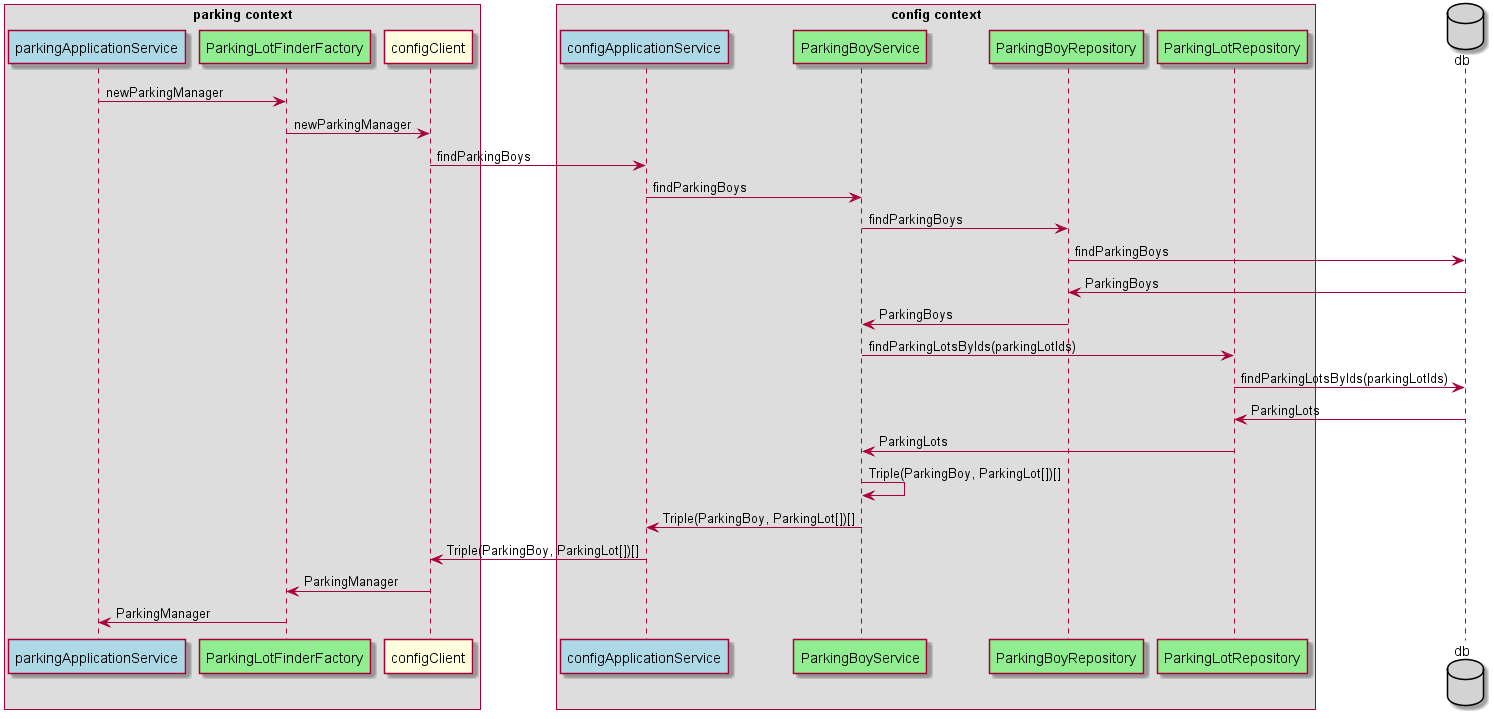 parking context
config context
parkingApplicationService
ParkingLotFinderFactory
configClient
configApplicationService
ParkingBoyService
ParkingBoyRepository
ParkingLotRepository
db
newParkingManager
newParkingManager
findParkingBoys
findParkingBoys
findParkingBoys
findParkingBoys
ParkingBoys
ParkingBoys
findParkingLotsByIds(parkingLotIds)
findParkingLotsByIds(parkingLotIds)
ParkingLots
ParkingLots
Triple(ParkingBoy, ParkingLot[])[]
Triple(ParkingBoy, ParkingLot[])[]
Triple(ParkingBoy, ParkingLot[])[]
ParkingManager
ParkingManager
parkingApplicationService
ParkingLotFinderFactory
configClient
configApplicationService
ParkingBoyService
ParkingBoyRepository
ParkingLotRepository
db